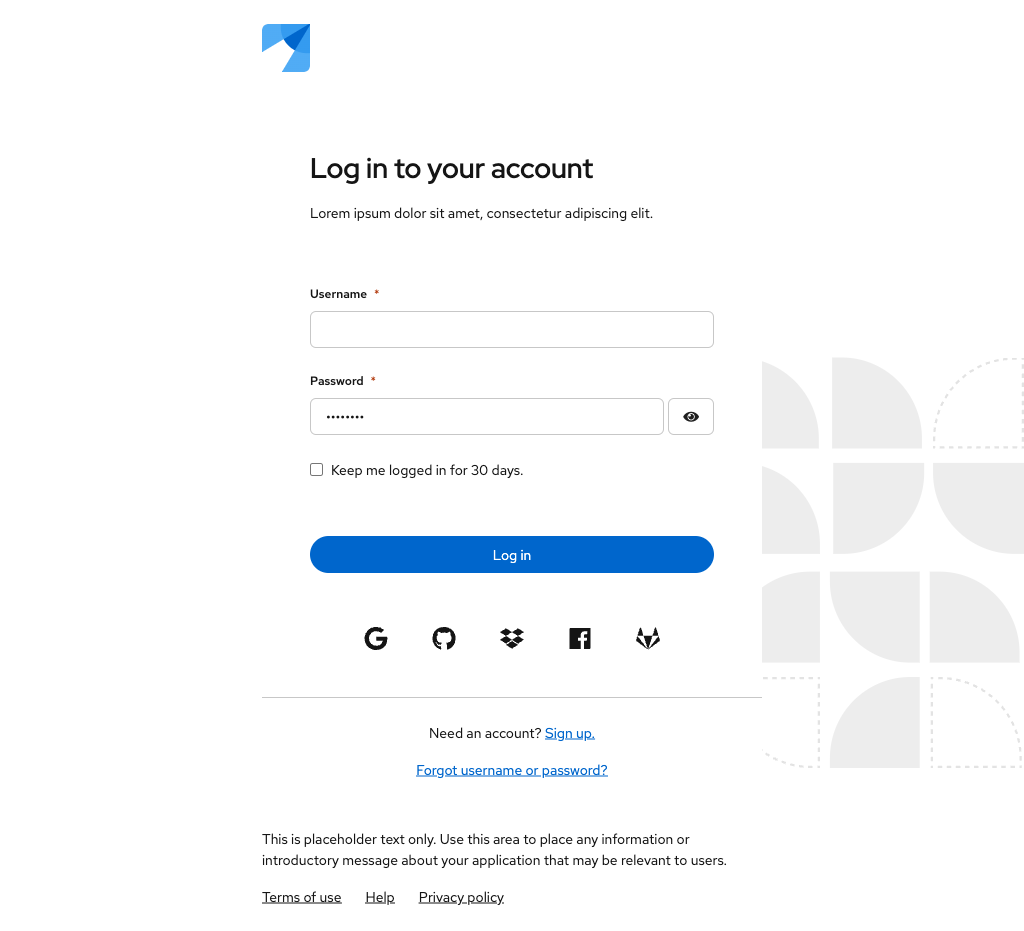 Log in to your account
Lorem ipsum dolor sit amet, consectetur adipiscing elit.
Username *
Password *
••••••••
Keep me logged in for 30 days.
Log in
Need an account? Sign up.
Forgot username or password?
This is placeholder text only. Use this area to place any information or
introductory message about your application that may be relevant to users.
Terms of use Help Privacy policy